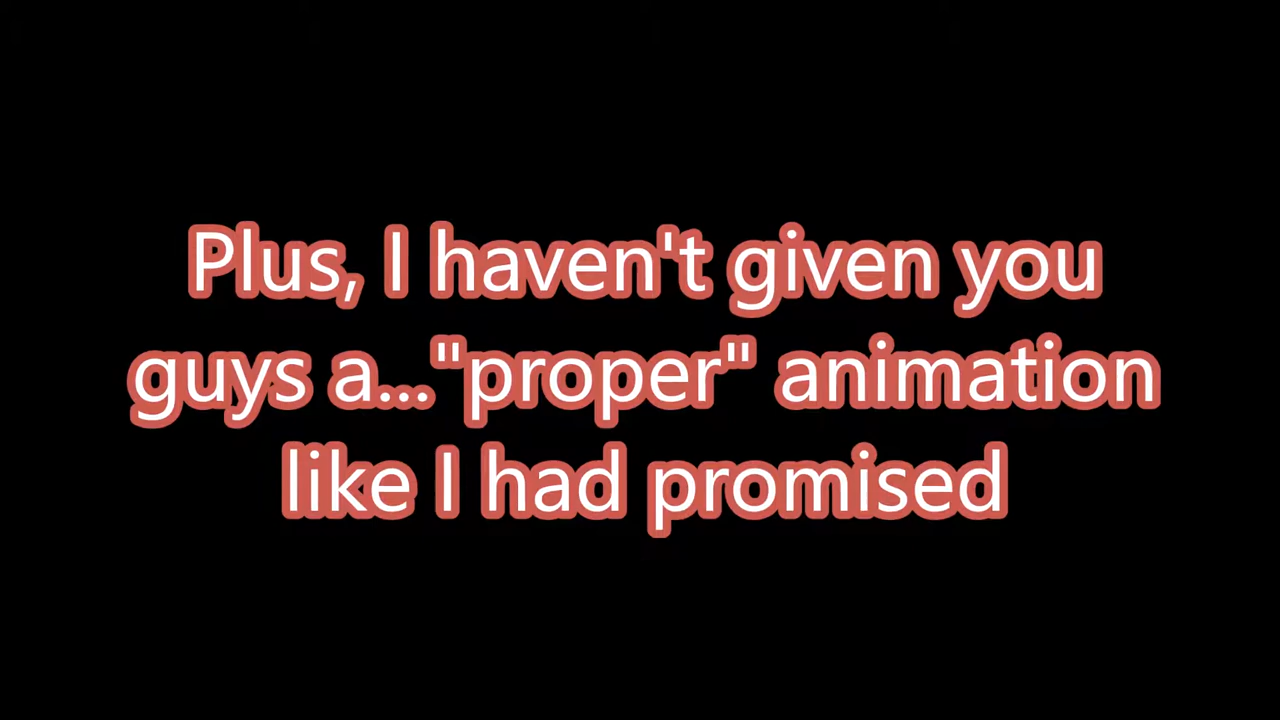 Plus, I haven't given you
guys a..."proper" animation
like I had promised